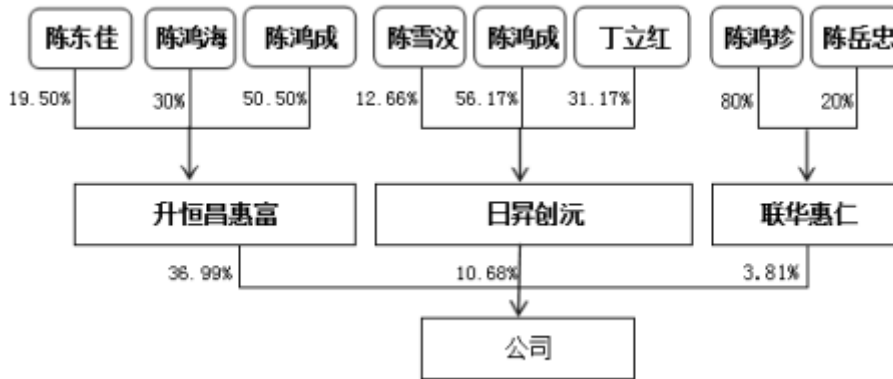 陈东佳 陈鸿海 陈鸿成 陈雪汶 陈鸿成 丁立红 陈鸿珍 陈岳忠
19.50% 30% 50.50% 12.66% 56.17% 31.17% 80% 20%
升恒昌惠富 日昇创沅 联华惠仁
36.99% 10.68% 3.81%
公司